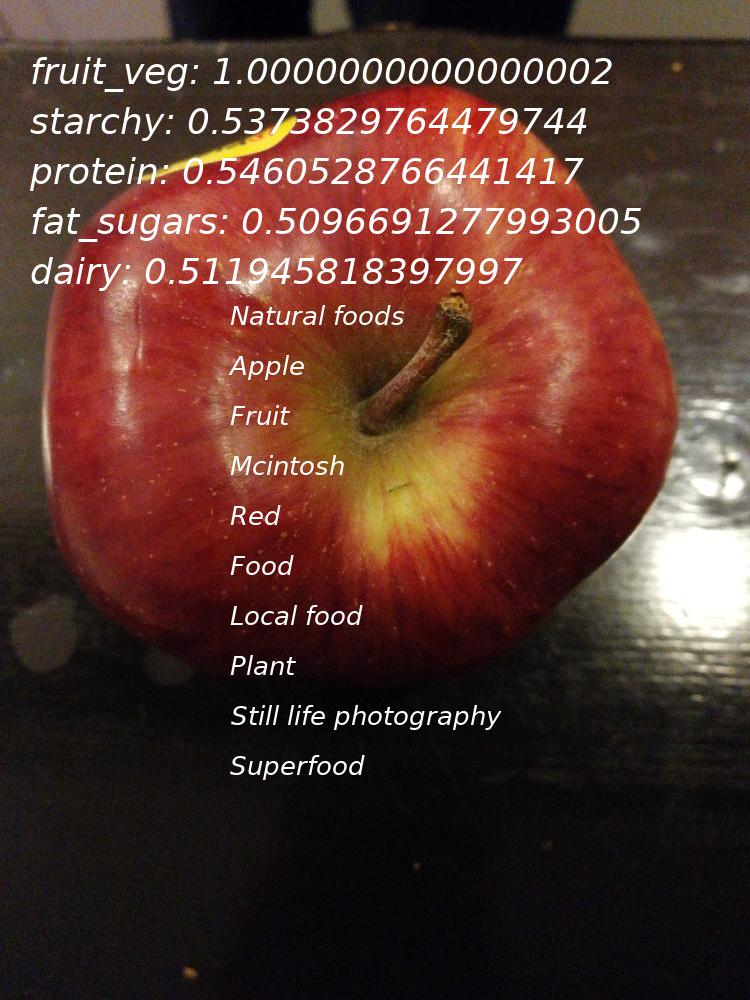 fruit_veg: 1.0000000000000002
starchy: 0.5373829764479744
protein: 0.5460528766441417
fat_sugars: 0.5096691277993005
dairy: 0.511945818397997
Natural foods
Apple
Fruit
Mcintosh
Red
Food
Local food
Plant
Still life photography
Superfood